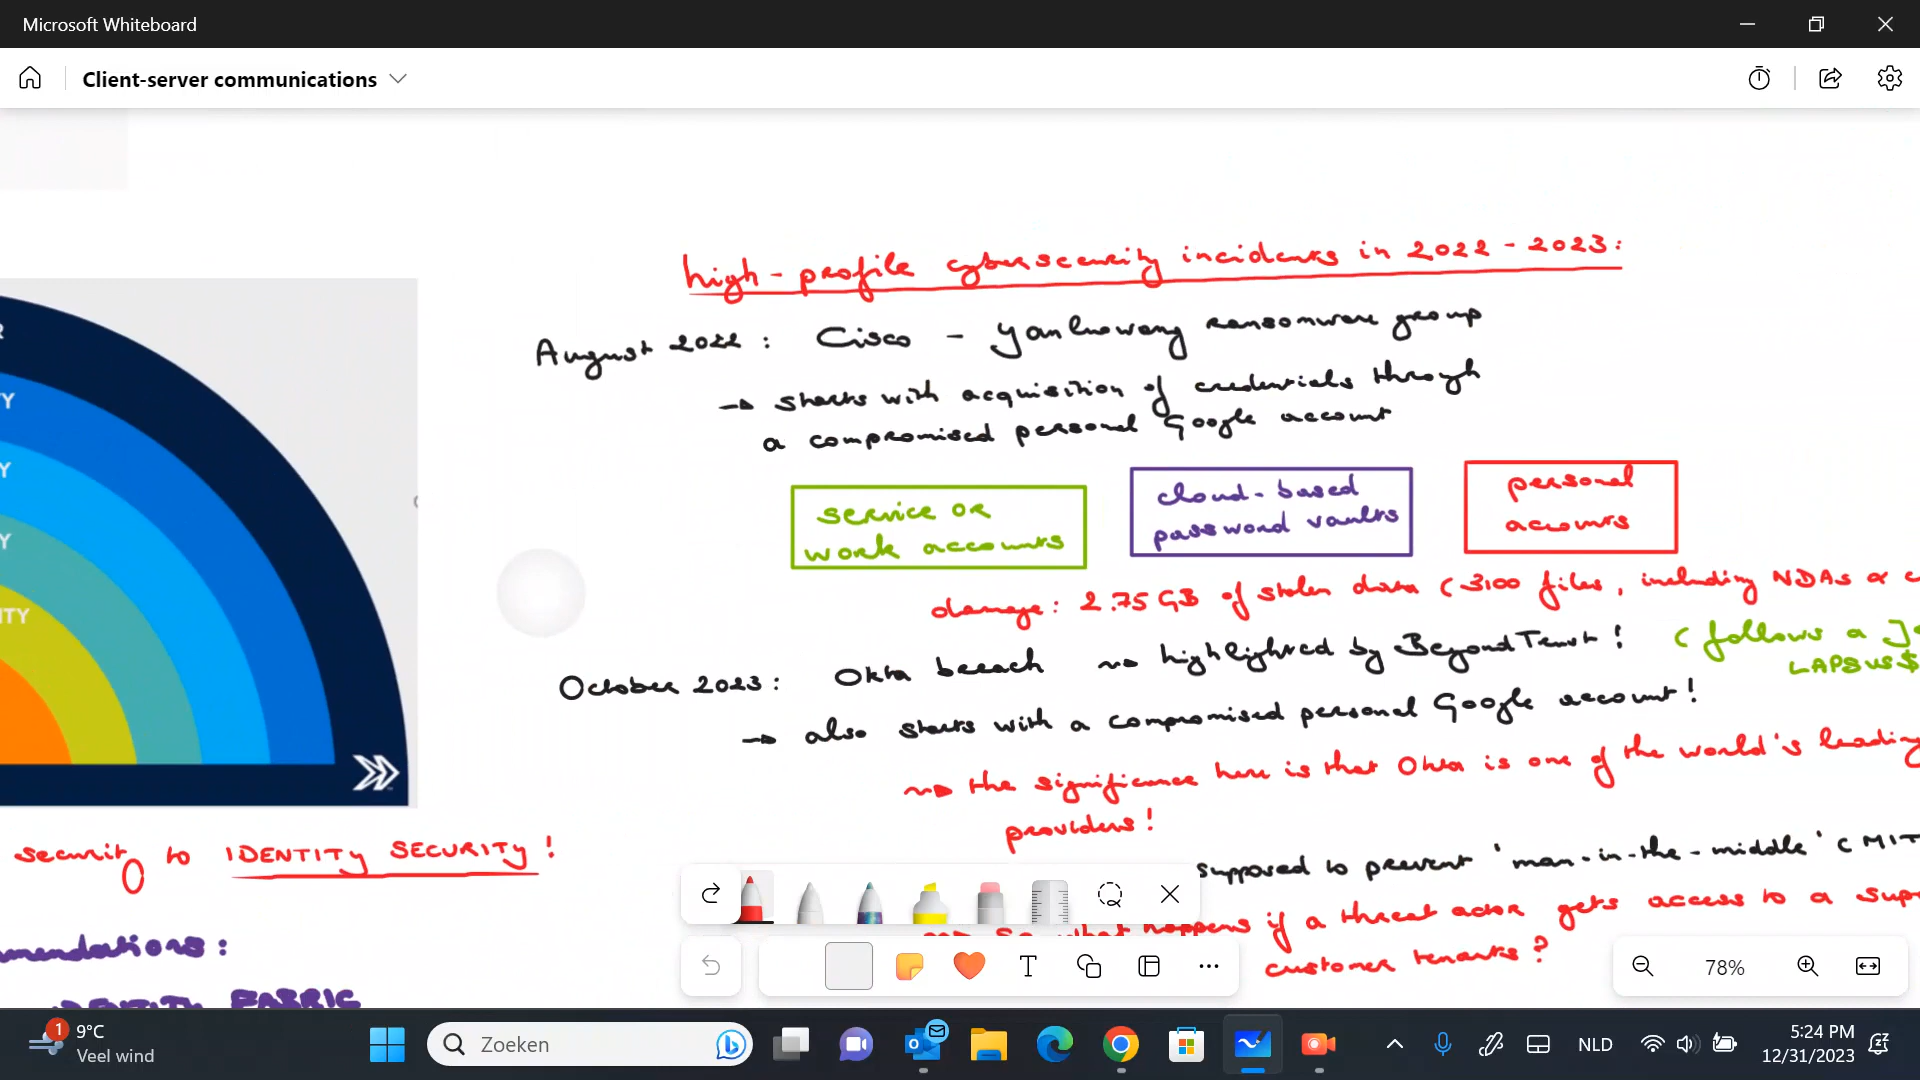 Microsoft Whiteboard
Client-server communications
high-profile cybersecurity incidents in 2022-2023:
August 2022: Cisco - Yanluowang ransomware group
→ starts with acquisition of credentials through
a compromised personal Google account
R
TY
Y
Y
ITY
service or
work accounts
cloud-based
password vaults
personal
accounts
damage: 2.75 GB of stolen data (3100 files, including NDAs
October 2023: Okta breach ~> highlighted by BeyondTrust! (follows a
LAPSUS$
→ also starts with a compromised personal Google account!
~> the significance here is that Okta is one of the world's leading
providers!
security to IDENTITY SECURITY!
supposed to prevent 'man-in-the-middle' (MIT
so what happens if a threat actor gets access to a
customer tenants?
mmendations:
IDENTITY FABRIC
78%
1
9°C
Veel wind
Zoeken
NLD
5:24 PM
12/31/2023